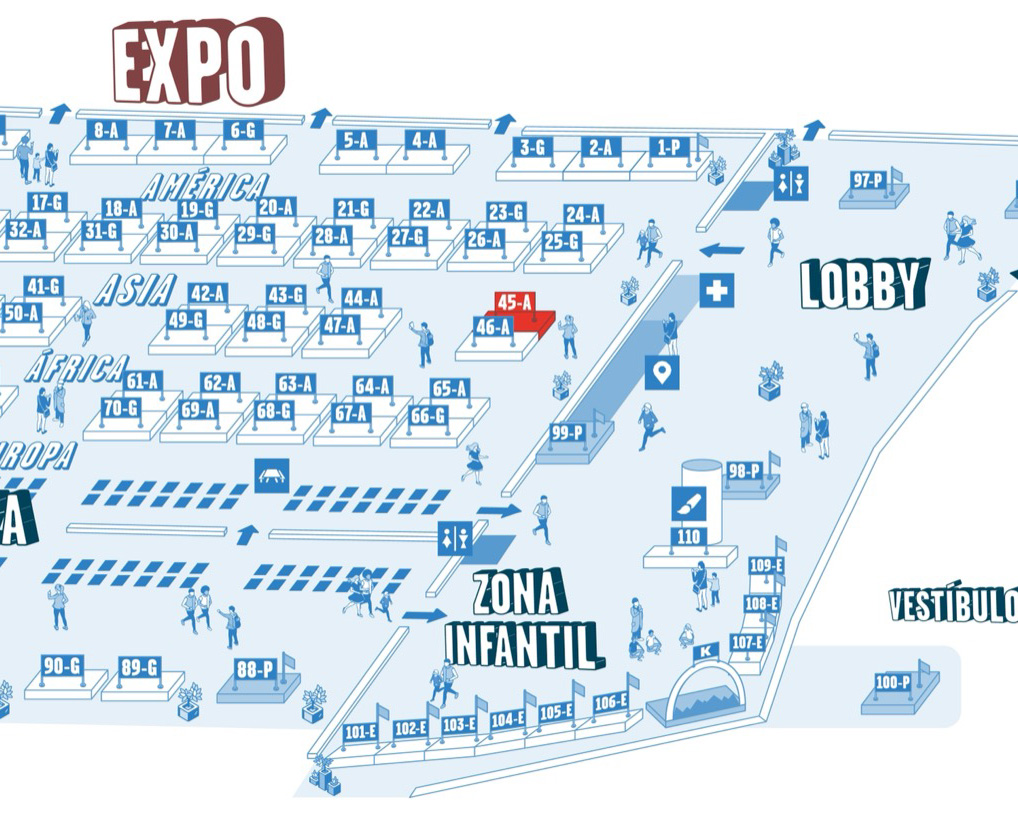 EXPO
8-A 7-A 6-G 5-A 4-A 3-G 2-A 1-P
97-P
AMÉRICA
17-G 18-A 19-G 20-A 21-G 22-A 23-G 24-A
32-A 31-G 30-A 29-G 28-A 27-G 26-A 25-G
LOBBY
ASIA
41-G 42-A 43-G 44-A 45-A
50-A 49-G 48-G 47-A 46-A
ÁFRICA
61-A 62-A 63-A 64-A 65-A
70-G 69-A 68-G 67-A 66-G
99-P
UROPA
98-P
A
110
109-E
108-E
107-E
ZONA
INFANTIL
VESTÍBULO
K
90-G 89-G 88-P
100-P
101-E 102-E 103-E 104-E 105-E 106-E